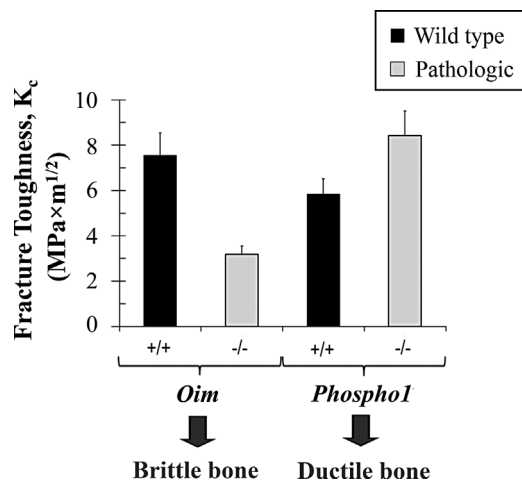 Wild type
Pathologic
Fracture Toughness, Kc
(MPa×m1/2)
10
8
6
4
2
0
+/+ -/- +/+ -/-
Oim Phospho1
Brittle bone Ductile bone